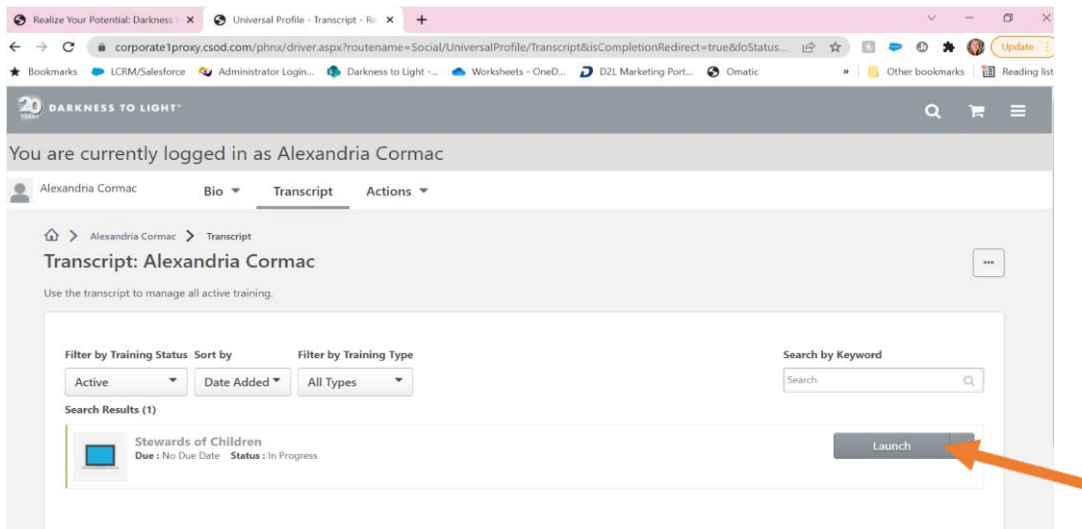 Realize Your Potential: Darkness
Universal Profile - Transcript - Re
corporate1proxy.csod.com/phnx/driver.aspx?routename=Social/UniversalProfile/Transcript&isCompletionRedirect=true&loStatus...
Update
Bookmarks LCRM/Salesforce Administrator Login... Darkness to Light -... Worksheets - OneD... D2L Marketing Port... Omatic » Other bookmarks Reading list
20 DARKNESS TO LIGHT
You are currently logged in as Alexandria Cormac
Alexandria Cormac Bio Transcript Actions
Alexandria Cormac > Transcript
Transcript: Alexandria Cormac
...
Use the transcript to manage all active training.
Filter by Training Status Sort by Filter by Training Type Search by Keyword
Active Date Added All Types Search
Search Results (1)
Stewards of Children
Due : No Due Date Status : In Progress
Launch